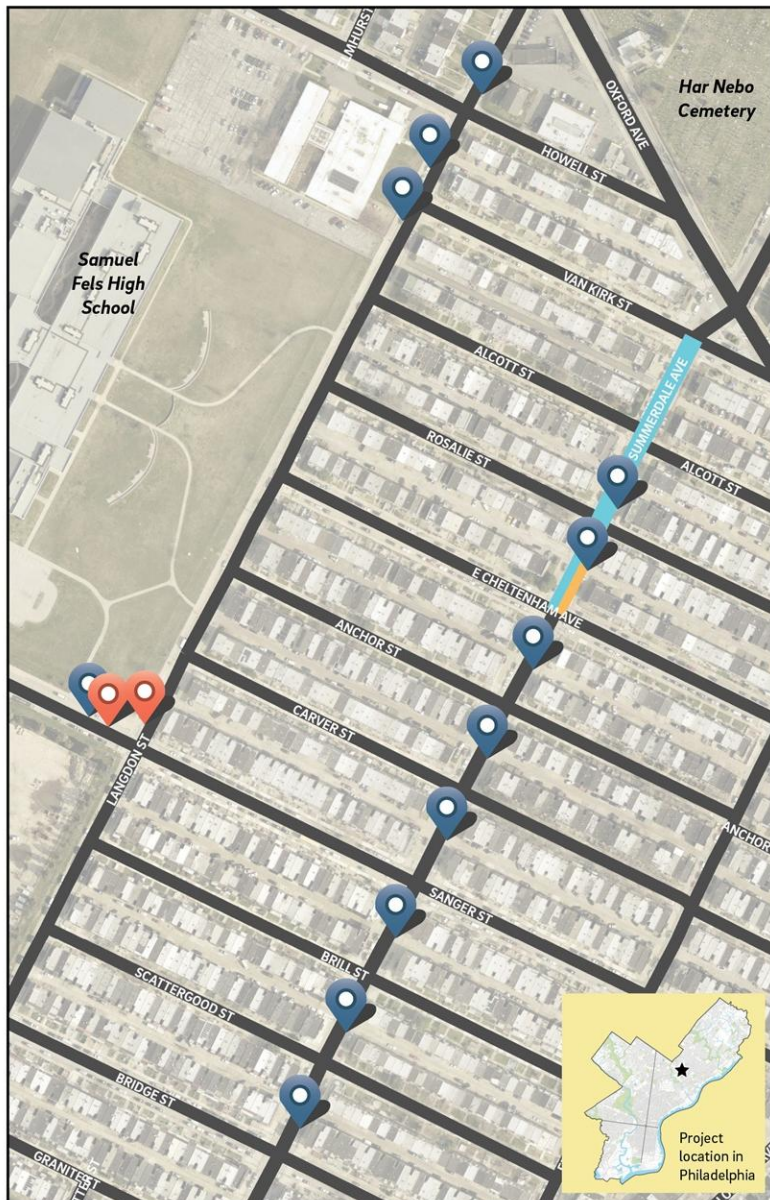 ELMHURST
Har Nebo
Cemetery
OXFORD AVE
HOWELL ST
Samuel
Fels High
School
VAN KIRK ST
ALCOTT ST
SUMMERDALE AVE
ROSALIE ST
ALCOTT ST
E CHELTENHAM AVE
ANCHOR ST
CARVER ST
LANGDON ST
ANCHOR
SANGER ST
BRILL ST
SCATTERGOOD ST
BRIDGE ST
GRANITE ST
Project
location in
Philadelphia